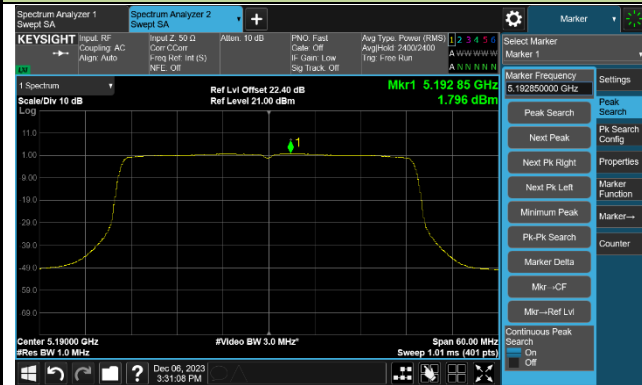 Spectrum Analyzer 1
Swept SA
Spectrum Analyzer 2
Swept SA
+
Marker
KEYSIGHT
Input: RF
Coupling: AC
Align: Auto
Input Z: 50 Ω
Corr CCorr
Freq Ref: Int (S)
NFE: Off
Atten: 10 dB
PNO: Fast
Gate: Off
IF Gain: Low
Sig Track: Off
Avg Type: Power (RMS)
Avg|Hold: 2400/2400
Trig: Free Run
1 2 3 4 5 6
A W W W W W
A N N N N N
Select Marker
Marker 1
Marker Frequency
5.192850000 GHz
Settings
Peak Search
Next Peak
Next Pk Right
Next Pk Left
Minimum Peak
Pk-Pk Search
Marker Delta
Mkr→CF
Mkr→Ref Lvl
Continuous Peak
Search
On
Off
Peak
Search
Pk Search
Config
Properties
Marker
Function
Marker→
Counter
1 Spectrum
Scale/Div 10 dB
Log
Ref Lvl Offset 22.40 dB
Ref Level 21.00 dBm
Mkr1 5.192 85 GHz
1.796 dBm
11.0
1.00
-9.00
-19.0
-29.0
-39.0
-49.0
-59.0
-69.0
1
Center 5.19000 GHz
#Res BW 1.0 MHz
#Video BW 3.0 MHz*
Span 60.00 MHz
Sweep 1.01 ms (401 pts)
?
Dec 06, 2023
3:31:08 PM